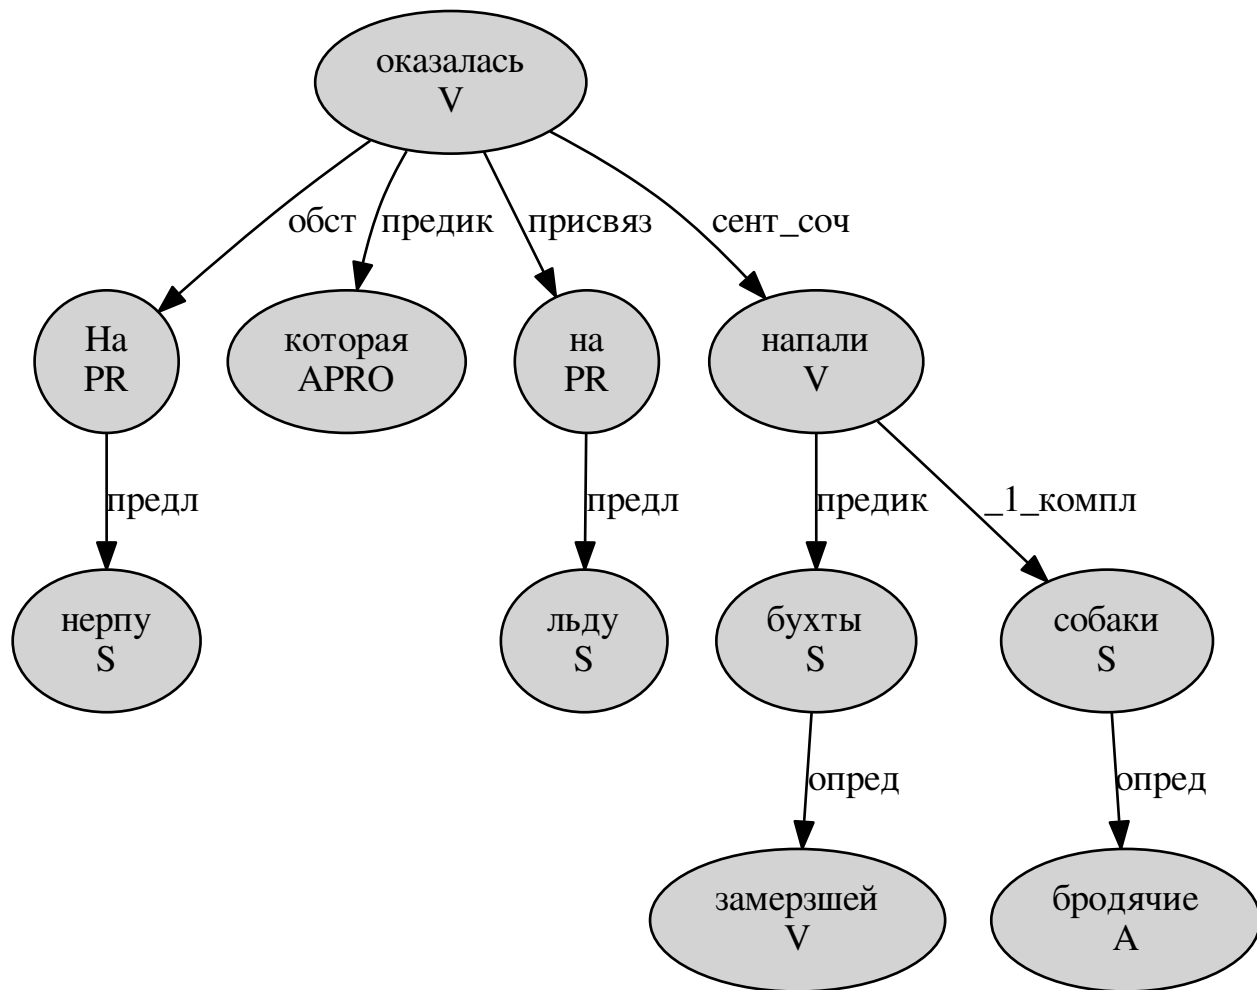 оказалась
V
обст
предик
присвяз
сент_соч
На
PR
которая
APRO
на
PR
напали
V
предл
предл
предик
_1_компл
нерпу
S
льду
S
бухты
S
собаки
S
опред
опред
замерзшей
V
бродячие
A